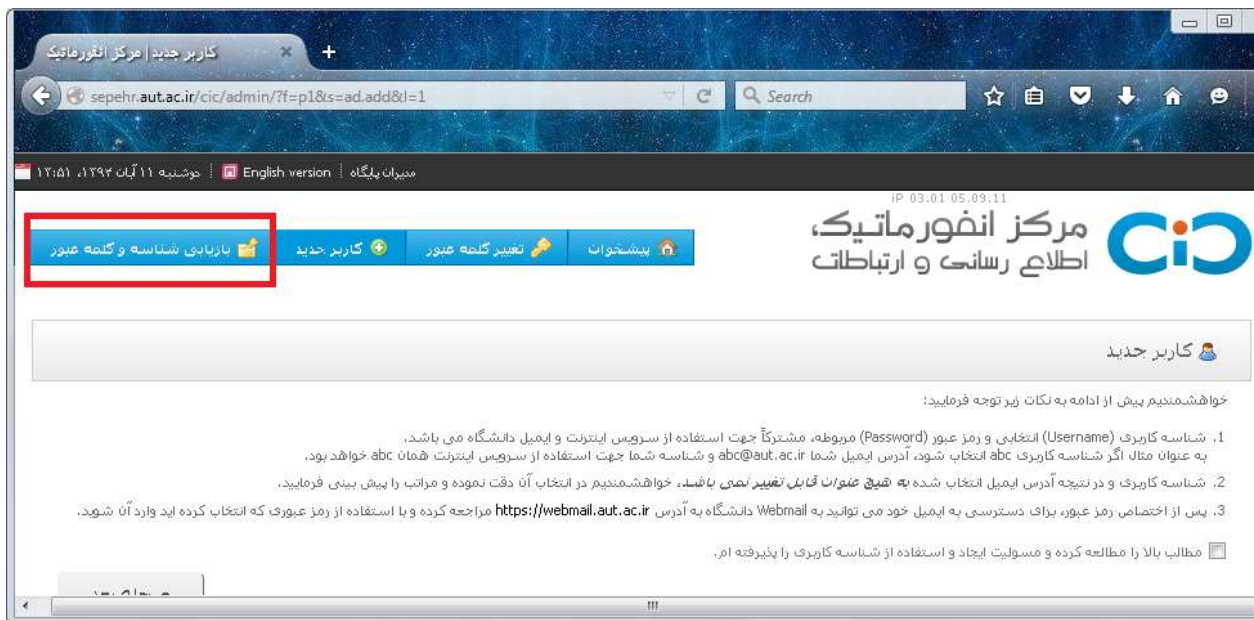 کاربر جدید | مرکز انفورماتیک
sepehr.aut.ac.ir/cic/admin/?f=p1&s=ad.add&l=1
Search
مدیران پایگاه English version دوشنبه ۱۱ آبان ۱۳۹۴، ۱۳:۵۱
iP 03.01 05.09.11
مرکز انفورماتیک،
اطلاع رسانی و ارتباطات
CiC
پیشخوان تغییر کلمه عبور کاربر جدید بازیابی شناسه و کلمه عبور
کاربر جدید
خواهشمندیم پیش از ادامه به نکات زیر توجه فرمایید:
1. شناسه کاربری (Username) انتخابی و رمز عبور (Password) مربوطه، مشترکاً جهت استفاده از سرویس اینترنت و ایمیل دانشگاه می باشد.
به عنوان مثال اگر شناسه کاربری abc انتخاب شود، آدرس ایمیل شما abc@aut.ac.ir و شناسه شما جهت استفاده از سرویس اینترنت همان abc خواهد بود.
2. شناسه کاربری و در نتیجه آدرس ایمیل انتخاب شده به هیچ عنوان قابل تغییر نمی باشد، خواهشمندیم در انتخاب آن دقت نموده و مراتب را پیش بینی فرمایید.
3. پس از اختصاص رمز عبور، برای دسترسی به ایمیل خود می توانید به Webmail دانشگاه به آدرس https://webmail.aut.ac.ir مراجعه کرده و با استفاده از رمز عبوری که انتخاب کرده اید وارد آن شوید.
مطالب بالا را مطالعه کرده و مسولیت ایجاد و استفاده از شناسه کاربری را پذیرفته ام.